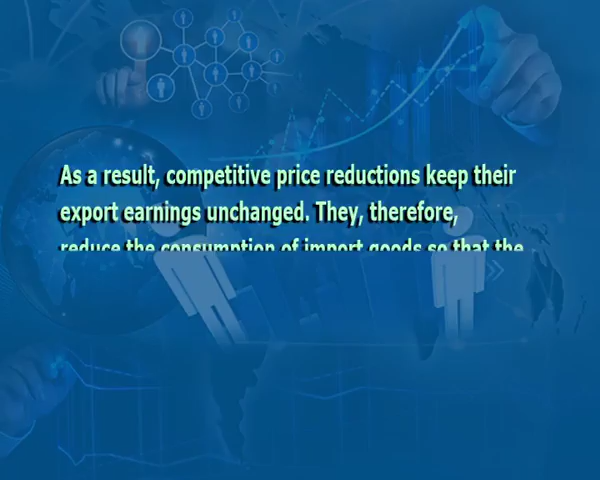 As a result, competitive price reductions keep their
export earnings unchanged. They, therefore,
reduce the consumption of import goods so that the